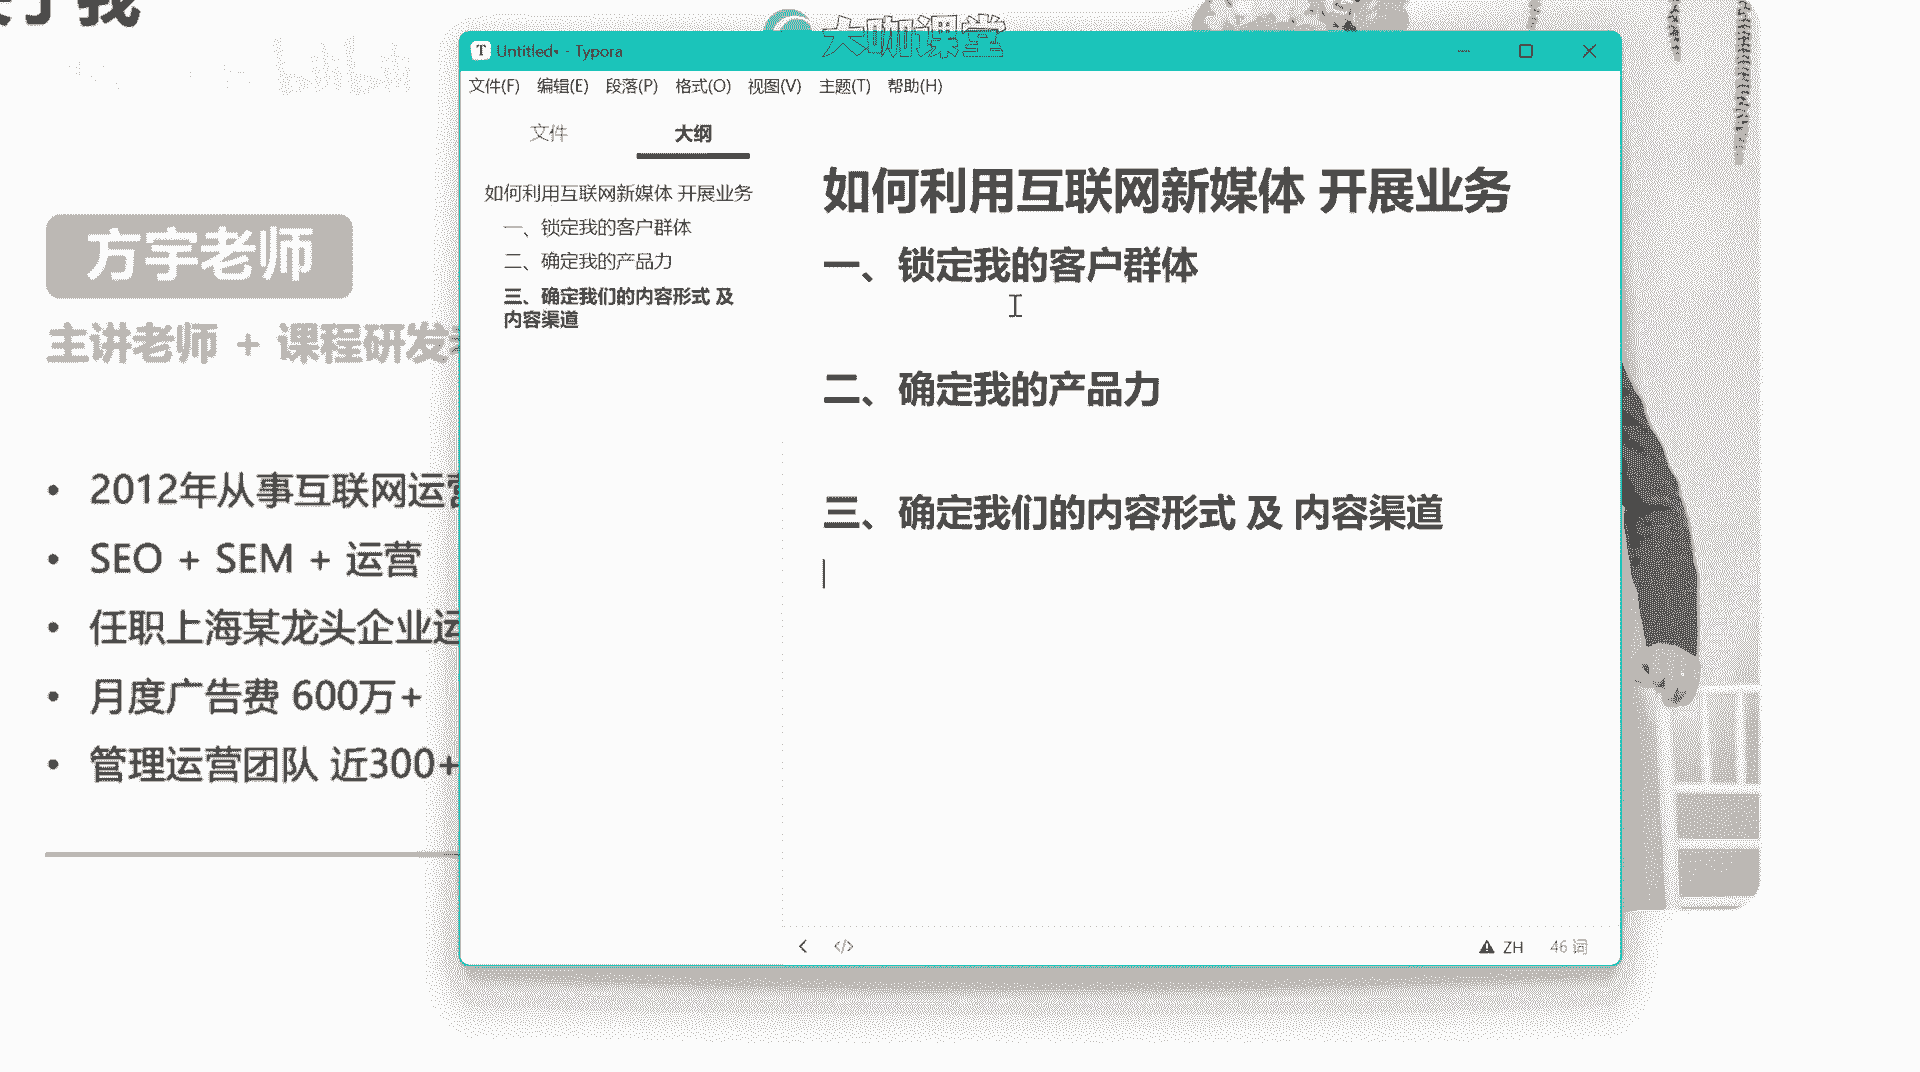 大咖课堂
Untitled• - Typora
文件(F) 编辑(E) 段落(P) 格式(O) 视图(V) 主题(T) 帮助(H)
文件 大纲
如何利用互联网新媒体 开展业务
一、锁定我的客户群体
二、确定我的产品力
三、确定我们的内容形式 及
内容渠道
如何利用互联网新媒体 开展业务
一、锁定我的客户群体
二、确定我的产品力
三、确定我们的内容形式 及 内容渠道
ZH 46 词
我
方宇老师
主讲老师 + 课程研发
2012年从事互联网运营
SEO + SEM + 运营
任职上海某龙头企业运
月度广告费 600万+
管理运营团队 近300+